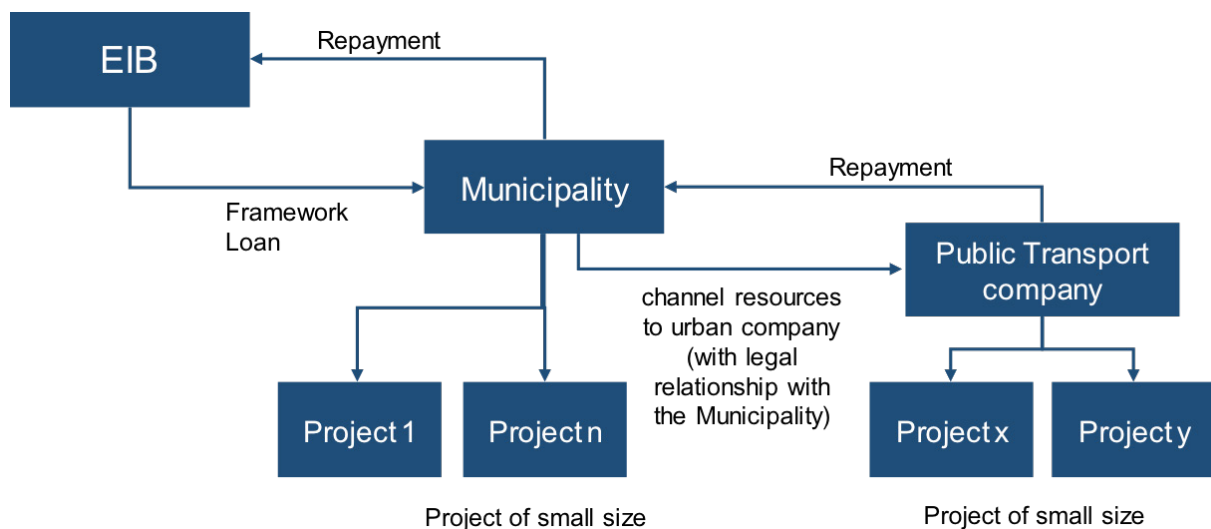 EIB
Repayment
Framework
Loan
Municipality
Repayment
Public Transport
company
channel resources
to urban company
(with legal
relationship with
the Municipality)
Project 1
Project n
Project x
Project y
Project of small size
Project of small size